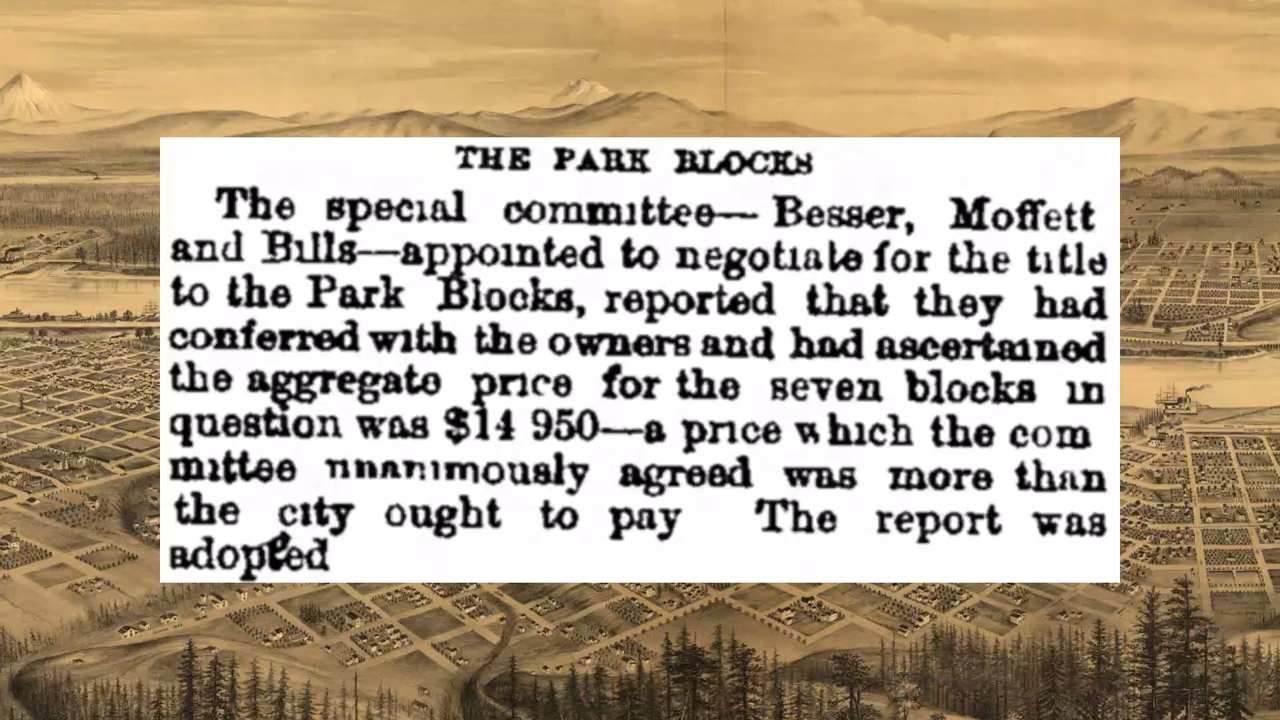 THE PARK BLOCKS
The special committee— Besser, Moffett
and Bills—appointed to negotiate for the title
to the Park Blocks, reported that they had
conferred with the owners and had ascertained
the aggregate price for the seven blocks in
question was $14 950—a price which the com
mittee unanimously agreed was more than
the city ought to pay The report was
adopted